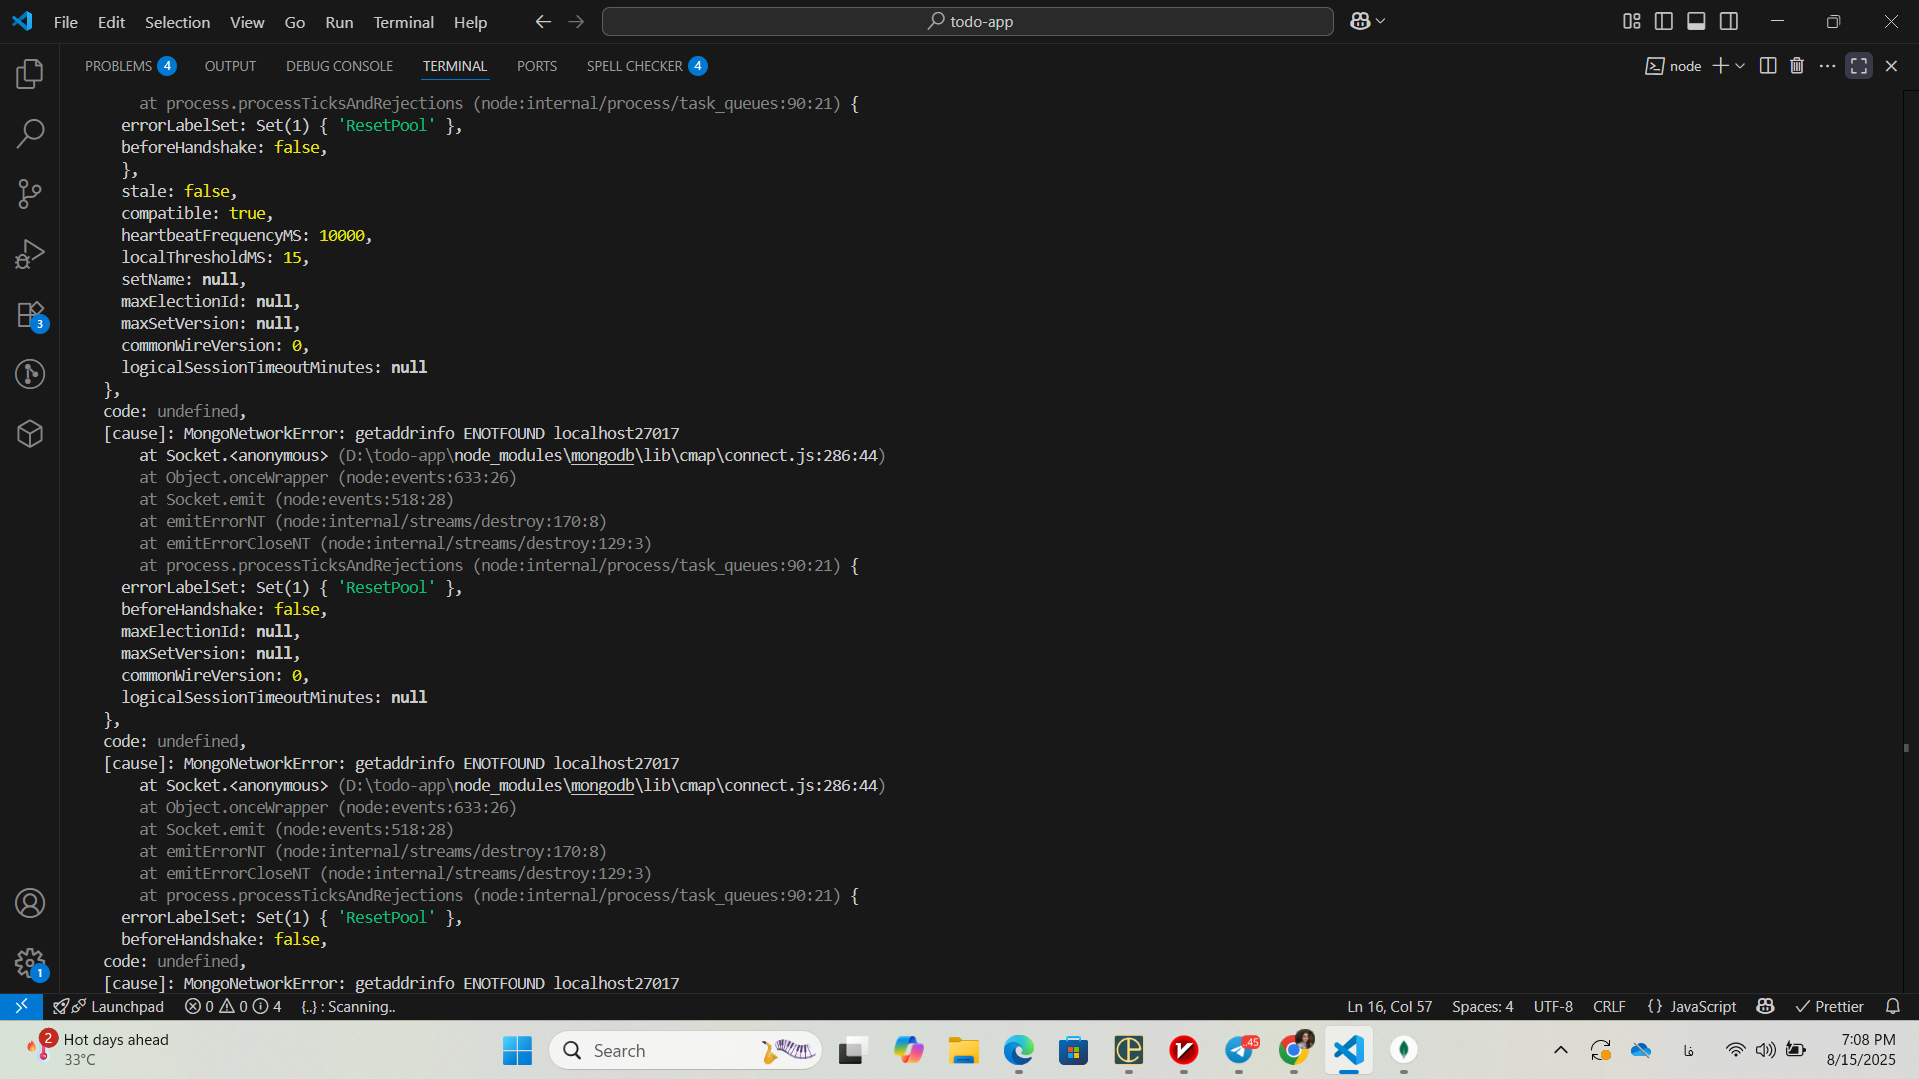 File Edit Selection View Go Run Terminal Help todo-app
PROBLEMS 4 OUTPUT DEBUG CONSOLE TERMINAL PORTS SPELL CHECKER 4 node
at process.processTicksAndRejections (node:internal/process/task_queues:90:21) {
errorLabelSet: Set(1) { 'ResetPool' },
beforeHandshake: false,
},
stale: false,
compatible: true,
heartbeatFrequencyMS: 10000,
localThresholdMS: 15,
setName: null,
maxElectionId: null,
maxSetVersion: null,
commonWireVersion: 0,
logicalSessionTimeoutMinutes: null
},
code: undefined,
[cause]: MongoNetworkError: getaddrinfo ENOTFOUND localhost27017
at Socket.<anonymous> (D:\todo-app\node_modules\mongodb\lib\cmap\connect.js:286:44)
at Object.onceWrapper (node:events:633:26)
at Socket.emit (node:events:518:28)
at emitErrorNT (node:internal/streams/destroy:170:8)
at emitErrorCloseNT (node:internal/streams/destroy:129:3)
at process.processTicksAndRejections (node:internal/process/task_queues:90:21) {
errorLabelSet: Set(1) { 'ResetPool' },
beforeHandshake: false,
maxElectionId: null,
maxSetVersion: null,
commonWireVersion: 0,
logicalSessionTimeoutMinutes: null
},
code: undefined,
[cause]: MongoNetworkError: getaddrinfo ENOTFOUND localhost27017
at Socket.<anonymous> (D:\todo-app\node_modules\mongodb\lib\cmap\connect.js:286:44)
at Object.onceWrapper (node:events:633:26)
at Socket.emit (node:events:518:28)
at emitErrorNT (node:internal/streams/destroy:170:8)
at emitErrorCloseNT (node:internal/streams/destroy:129:3)
at process.processTicksAndRejections (node:internal/process/task_queues:90:21) {
errorLabelSet: Set(1) { 'ResetPool' },
beforeHandshake: false,
code: undefined,
[cause]: MongoNetworkError: getaddrinfo ENOTFOUND localhost27017
3
1
Launchpad 0 0 4 {..} : Scanning.. Ln 16, Col 57 Spaces: 4 UTF-8 CRLF {} JavaScript Prettier
2 Hot days ahead
33°C
Search
.45
فا
7:08 PM
8/15/2025